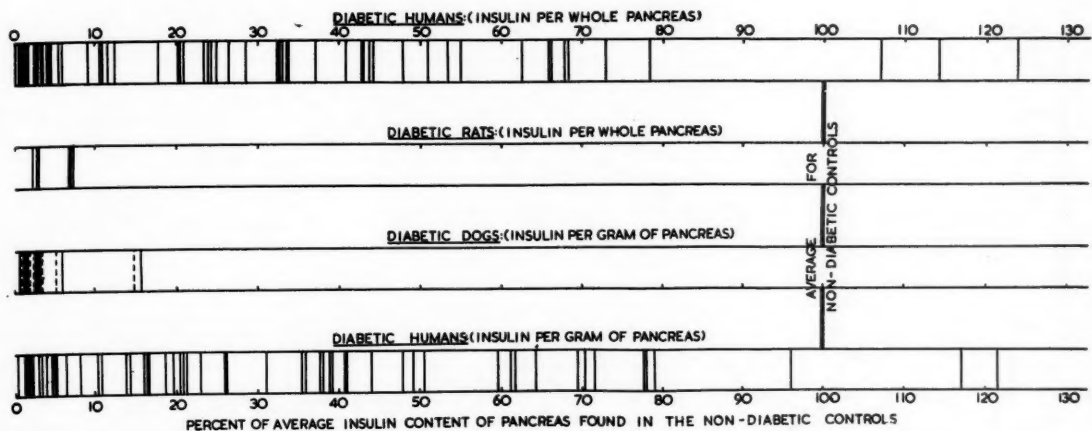 DIABETIC HUMANS:(INSULIN PER WHOLE PANCREAS)
0 10 20 30 40 50 60 70 80 90 100 110 120 130
DIABETIC RATS:(INSULIN PER WHOLE PANCREAS)
DIABETIC DOGS:(INSULIN PER GRAM OF PANCREAS)
AVERAGE FOR
NON-DIABETIC CONTROLS
DIABETIC HUMANS(INSULIN PER GRAM OF PANCREAS)
0 10 20 30 40 50 60 70 80 90 100 110 120 130
PERCENT OF AVERAGE INSULIN CONTENT OF PANCREAS FOUND IN THE NON-DIABETIC CONTROLS